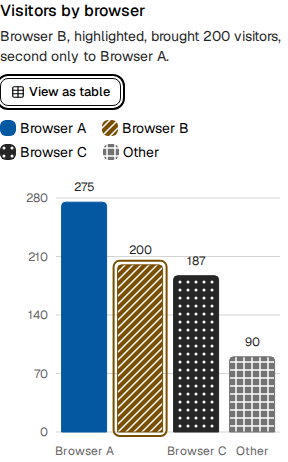 Visitors by browser
Browser B, highlighted, brought 200 visitors,
second only to Browser A.
View as table
Browser A Browser B
Browser C Other
275
280
200
187
210
140
90
70
0
Browser A Browser C Other